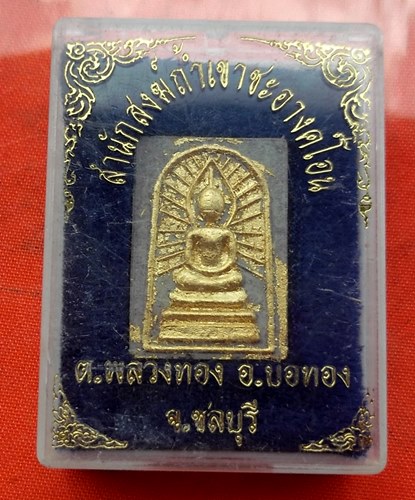 สำนักสงฆ์ถ้ำเขาชะอางคโอน
ต.พลวงทอง อ.บ่อทอง
จ.ชลบุรี